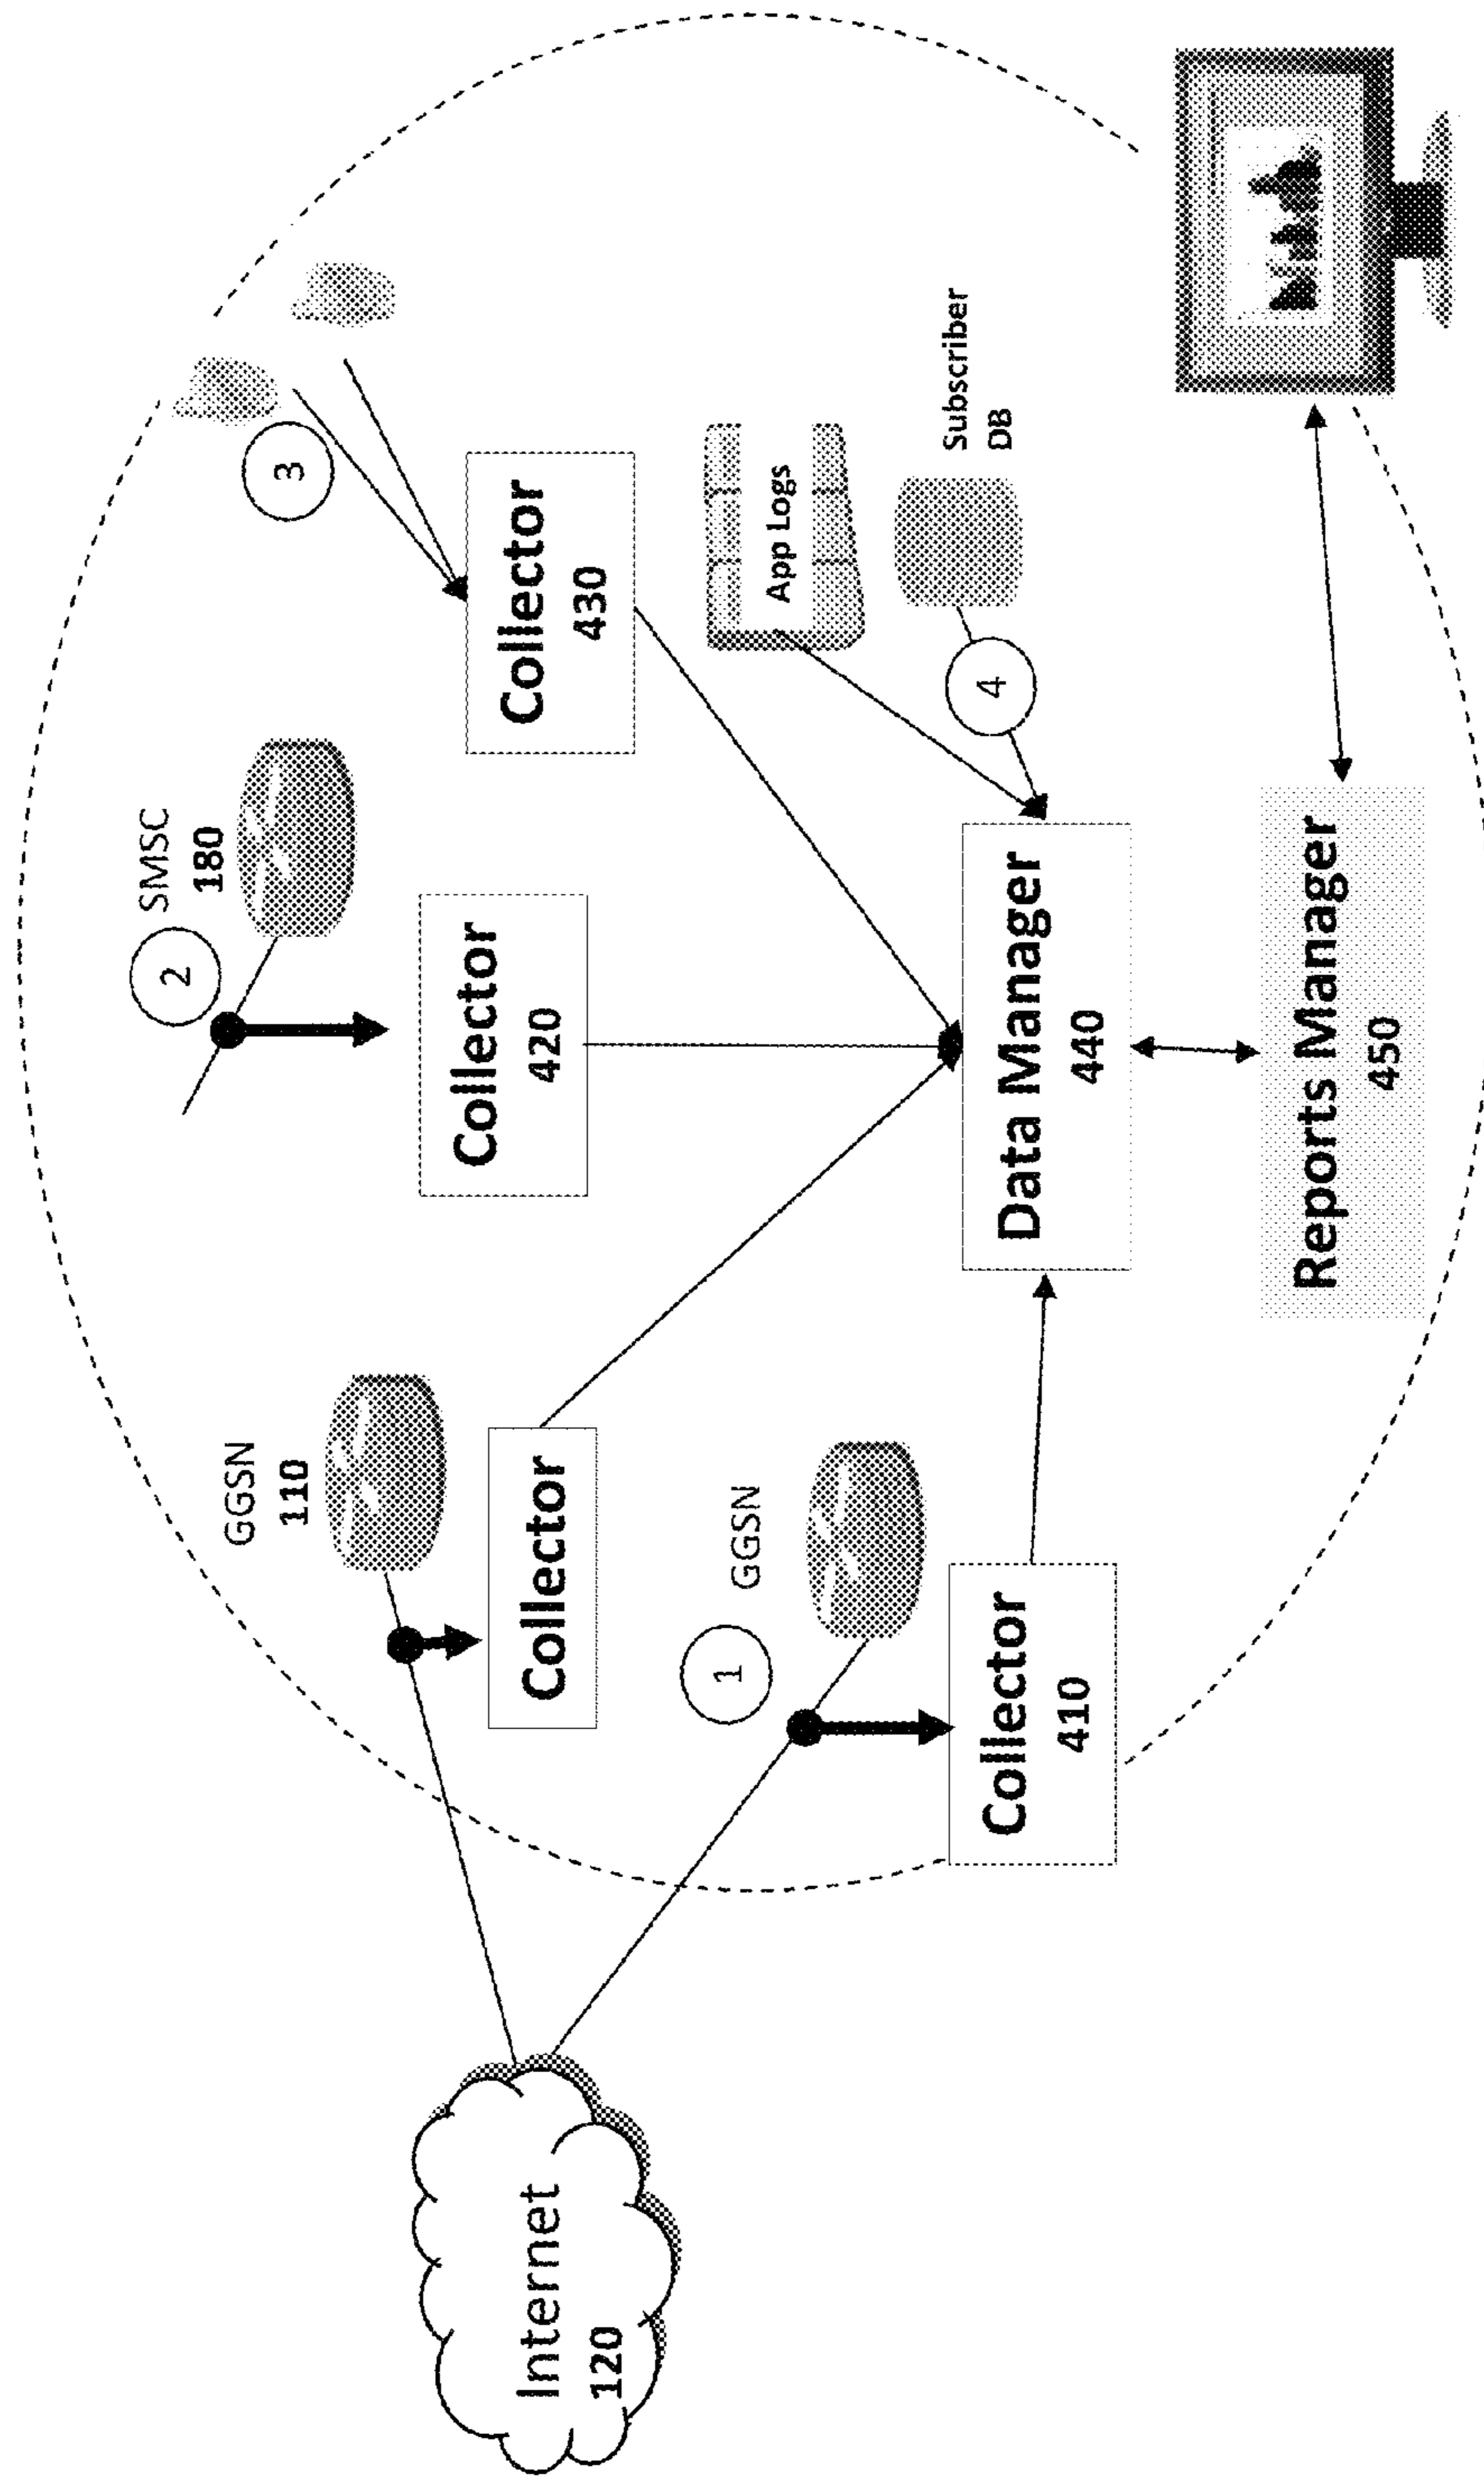 2
SMSC
180
3
GGSN
110
Collector
420
Collector
430
Collector
App Logs
Subscriber
DB
4
Internet
120
1
GGSN
Collector
410
Data Manager
440
Reports Manager
450